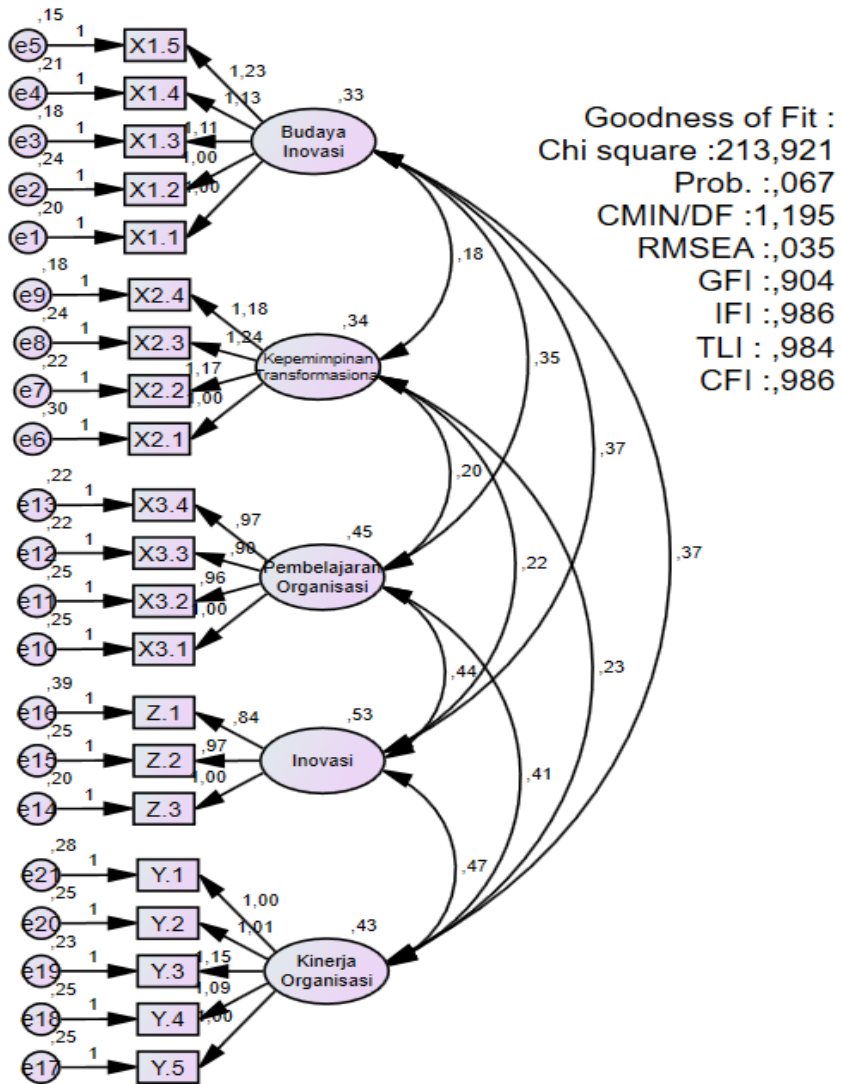 ,15
e5 1 X1.5
,21
e4 1 X1.4
,18
e3 1 X1.3
,24
e2 1 X1.2
,20
e1 1 X1.1
1,23
1,13
1,11
1,00
1,00
,33
Budaya
Inovasi
,18
e9 1 X2.4
,24
e8 1 X2.3
,22
e7 1 X2.2
,30
e6 1 X2.1
1,18
1,24
1,17
1,00
,34
Kepemimpinan
Transformasional
,22
e13 1 X3.4
,22
e12 1 X3.3
,25
e11 1 X3.2
,25
e10 1 X3.1
,97
,90
,96
1,00
,45
Pembelajaran
Organisasi
,39
e16 1 Z.1
,25
e15 1 Z.2
,20
e14 1 Z.3
,84
,97
1,00
,53
Inovasi
,28
e21 1 Y.1
,25
e20 1 Y.2
,23
e19 1 Y.3
,25
e18 1 Y.4
,25
e17 1 Y.5
1,00
1,01
1,15
1,09
1,00
,43
Kinerja
Organisasi
,18
,35
,37
,37
,20
,22
,23
,44
,41
,47
Goodness of Fit :
Chi square :213,921
Prob. :,067
CMIN/DF :1,195
RMSEA :,035
GFI :,904
IFI :,986
TLI : ,984
CFI :,986